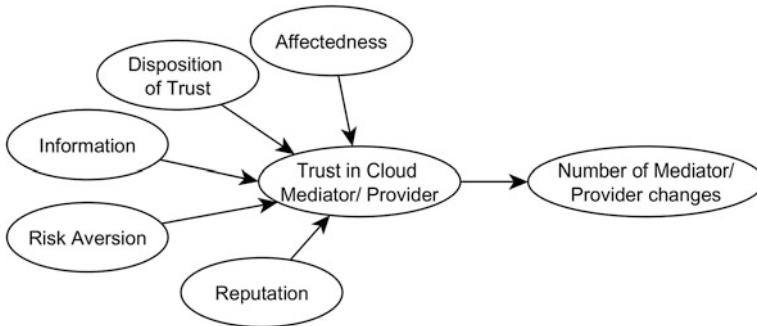 Affectedness
Disposition
of Trust
Information
Trust in Cloud
Mediator/ Provider
Number of Mediator/
Provider changes
Risk Aversion
Reputation